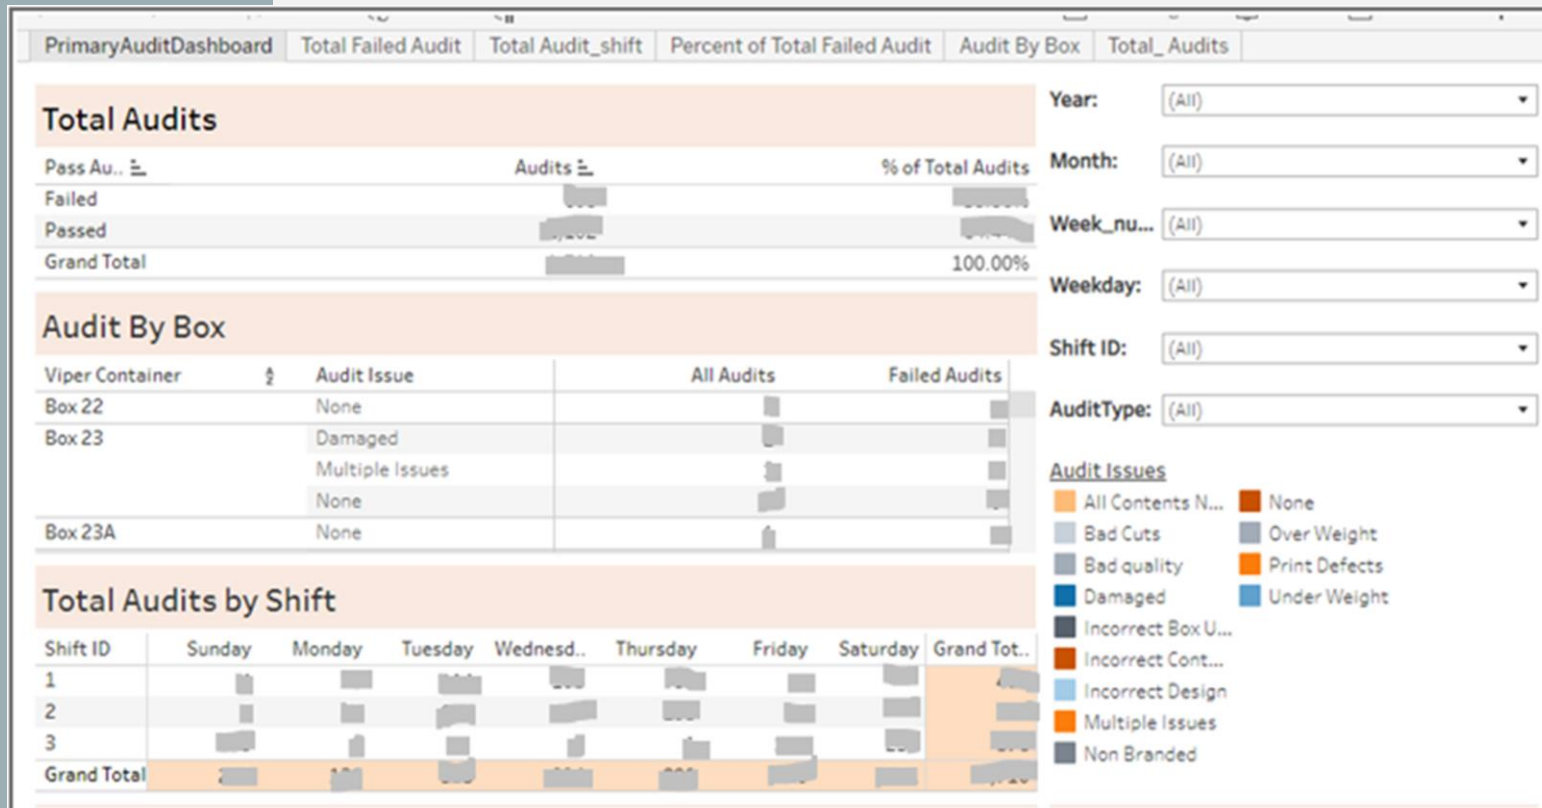 PrimaryAuditDashboard Total Failed Audit Total Audit_shift Percent of Total Failed Audit Audit By Box Total_ Audits
Total Audits
Pass Au.. Audits % of Total Audits
Failed
Passed
Grand Total 100.00%
Audit By Box
Viper Container Audit Issue All Audits Failed Audits
Box 22 None
Box 23 Damaged
Multiple Issues
None
Box 23A None
Total Audits by Shift
Shift ID Sunday Monday Tuesday Wednesd.. Thursday Friday Saturday Grand Tot..
1
2
3
Grand Total
Year: (All)
Month: (All)
Week_nu... (All)
Weekday: (All)
Shift ID: (All)
AuditType: (All)
Audit Issues
All Contents N... None
Bad Cuts Over Weight
Bad quality Print Defects
Damaged Under Weight
Incorrect Box U...
Incorrect Cont...
Incorrect Design
Multiple Issues
Non Branded